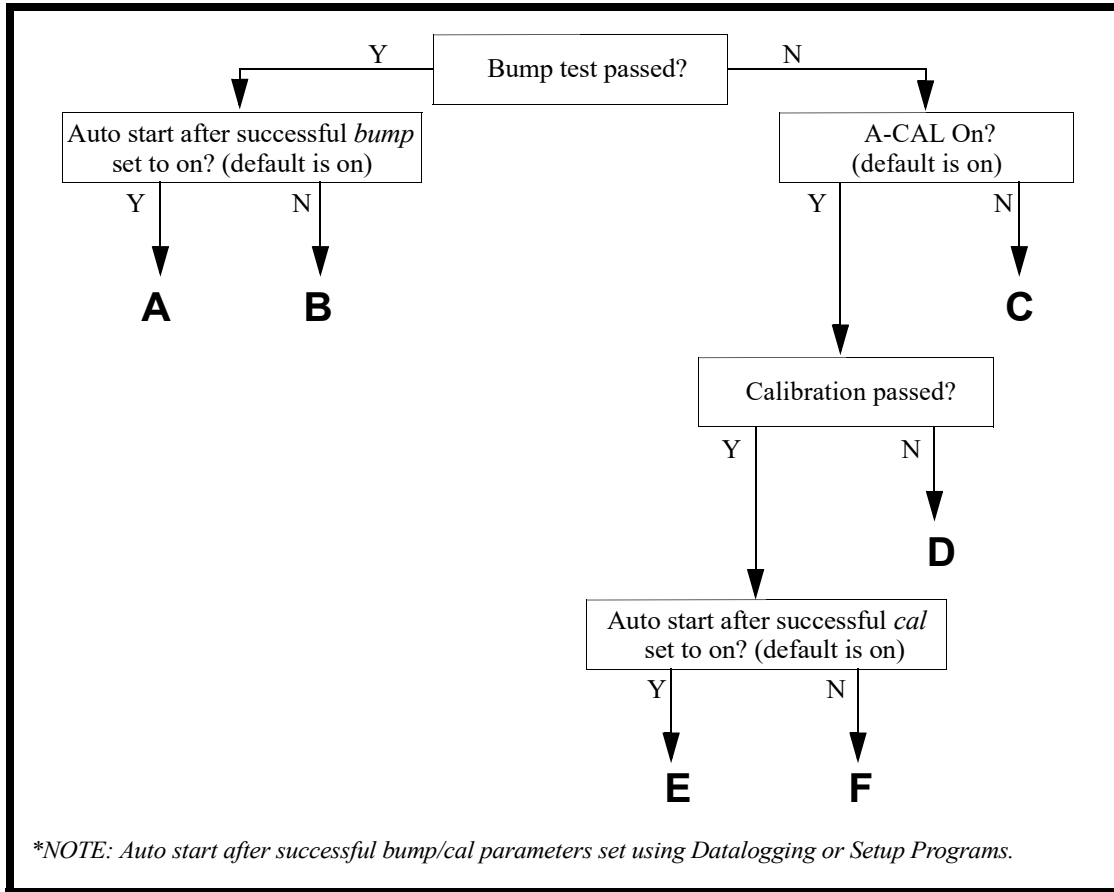 Y
Bump test passed?
N
Auto start after successful bump
set to on? (default is on)
A-CAL On?
(default is on)
Y
N
Y
N
A
B
C
Calibration passed?
Y
N
D
Auto start after successful cal
set to on? (default is on)
Y
N
E
F
*NOTE: Auto start after successful bump/cal parameters set using Datalogging or Setup Programs.